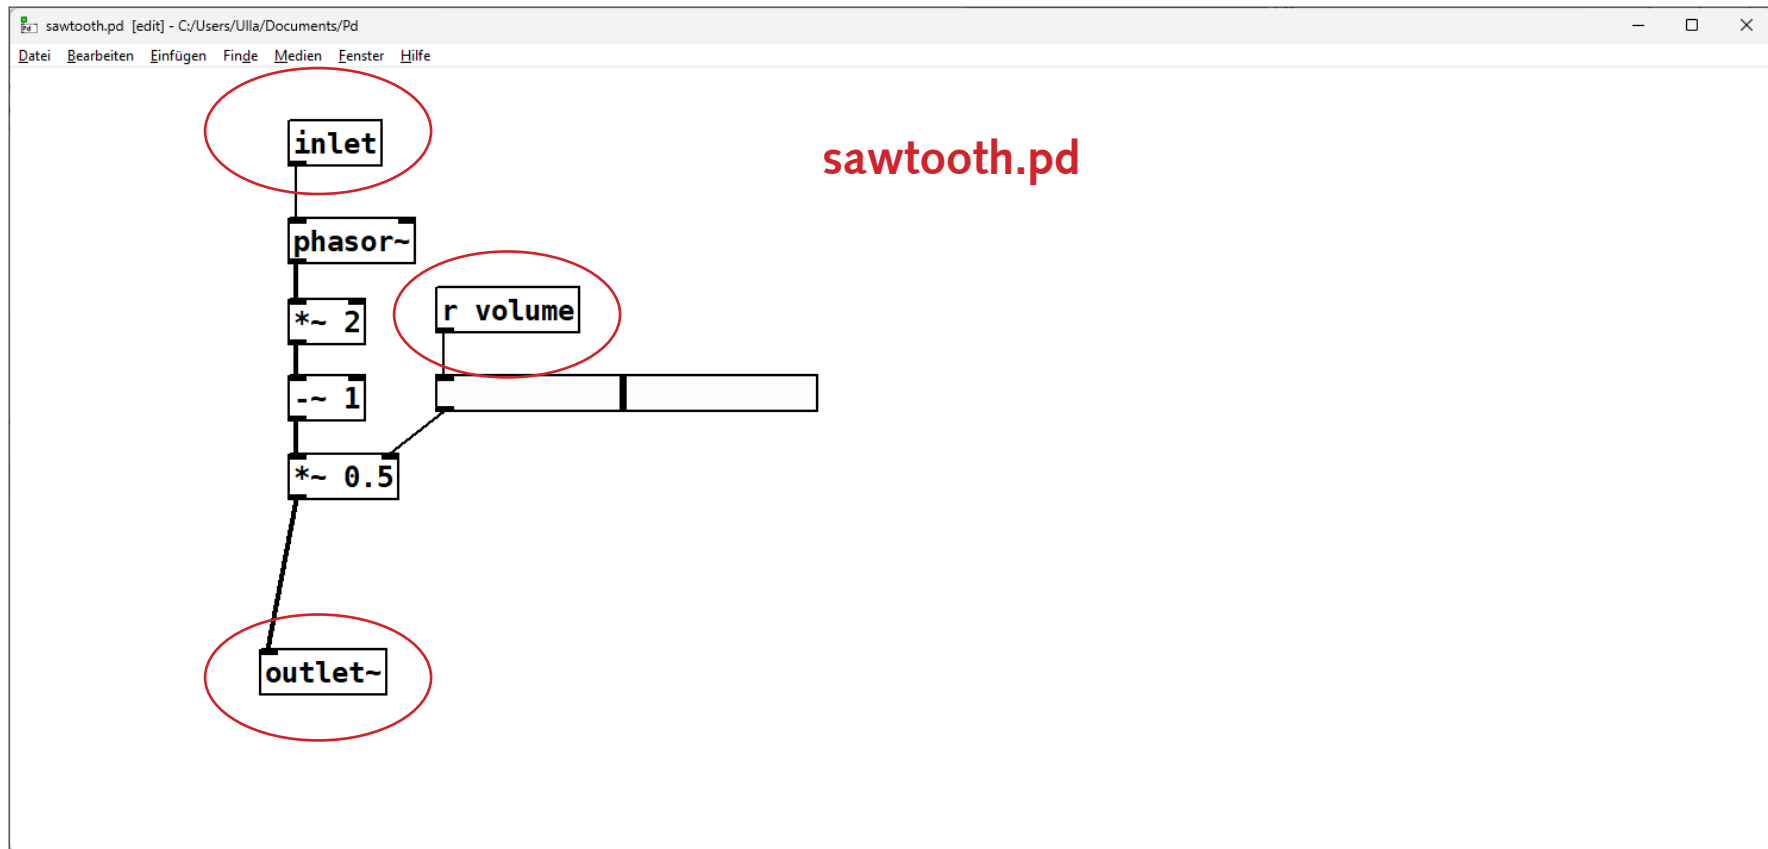 sawtooth.pd [edit] - C:/Users/Ulla/Documents/Pd
Datei Bearbeiten Einfügen Finde Medien Fenster Hilfe
inlet
sawtooth.pd
phasor~
r volume
*~ 2
-~ 1
*~ 0.5
outlet~